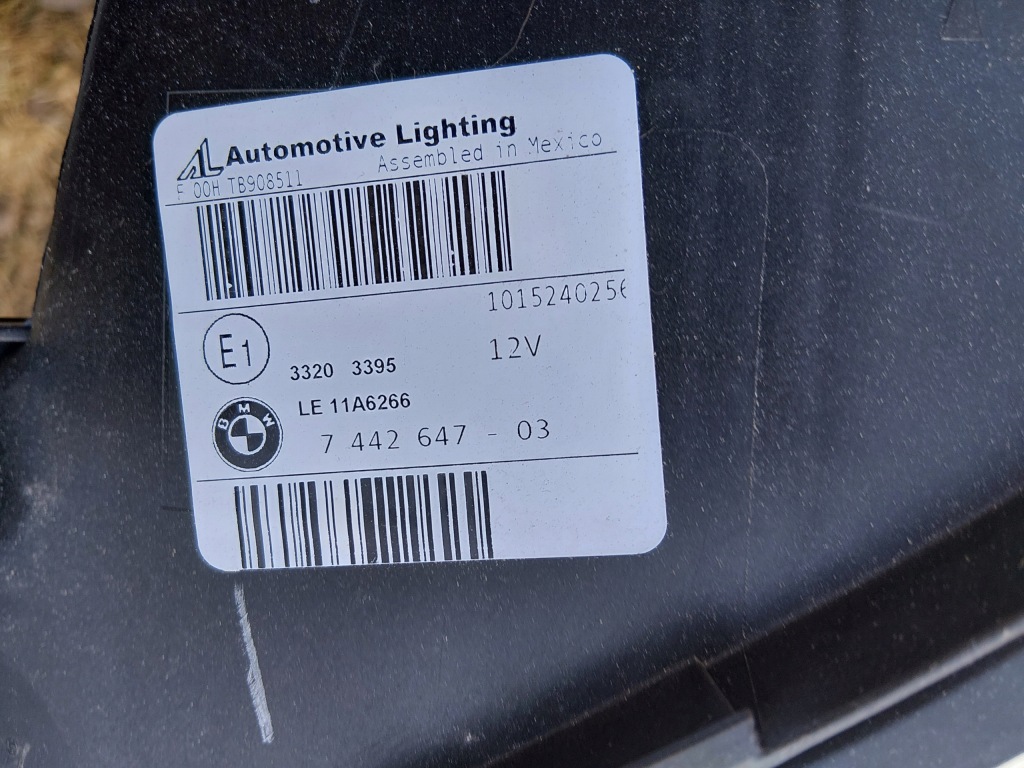 AL Automotive Lighting
Assembled in Mexico
F 00H TB908511
1015240256
E1
12V
3320 3395
LE 11A6266
BMW
7 442 647 - 03